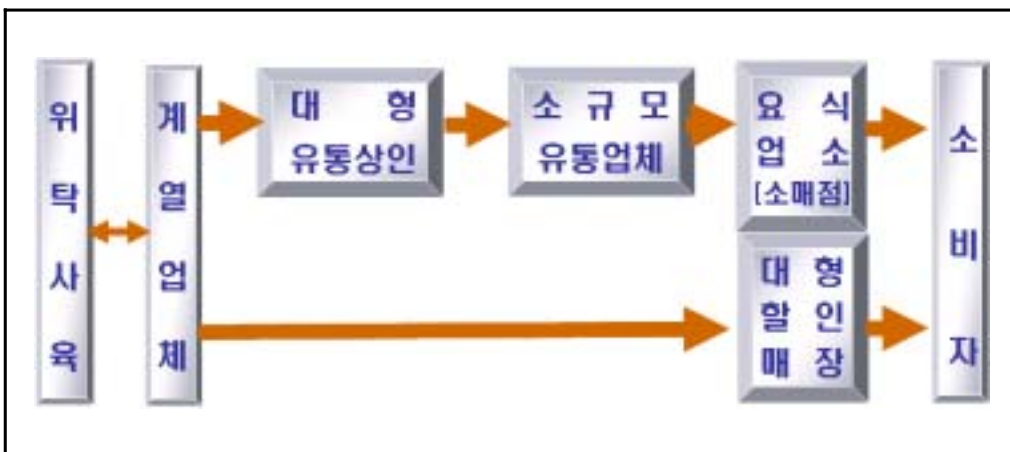 위탁사육
계열업체
대 형
유통상인
소 규 모
유통업체
요 식
업 소
[소매점]
대 형
할 인
매 장
소비자